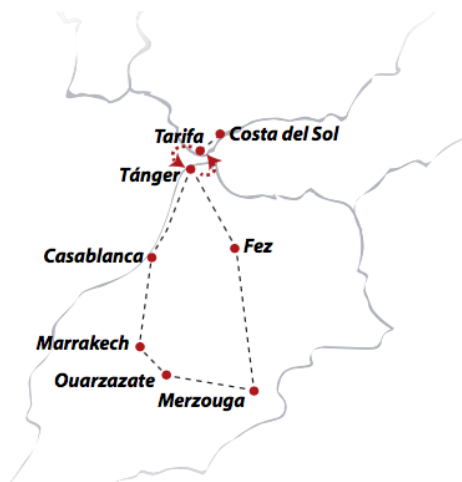 Tarifa
Costa del Sol
Tánger
Casablanca
Fez
Marrakech
Ouarzazate
Merzouga